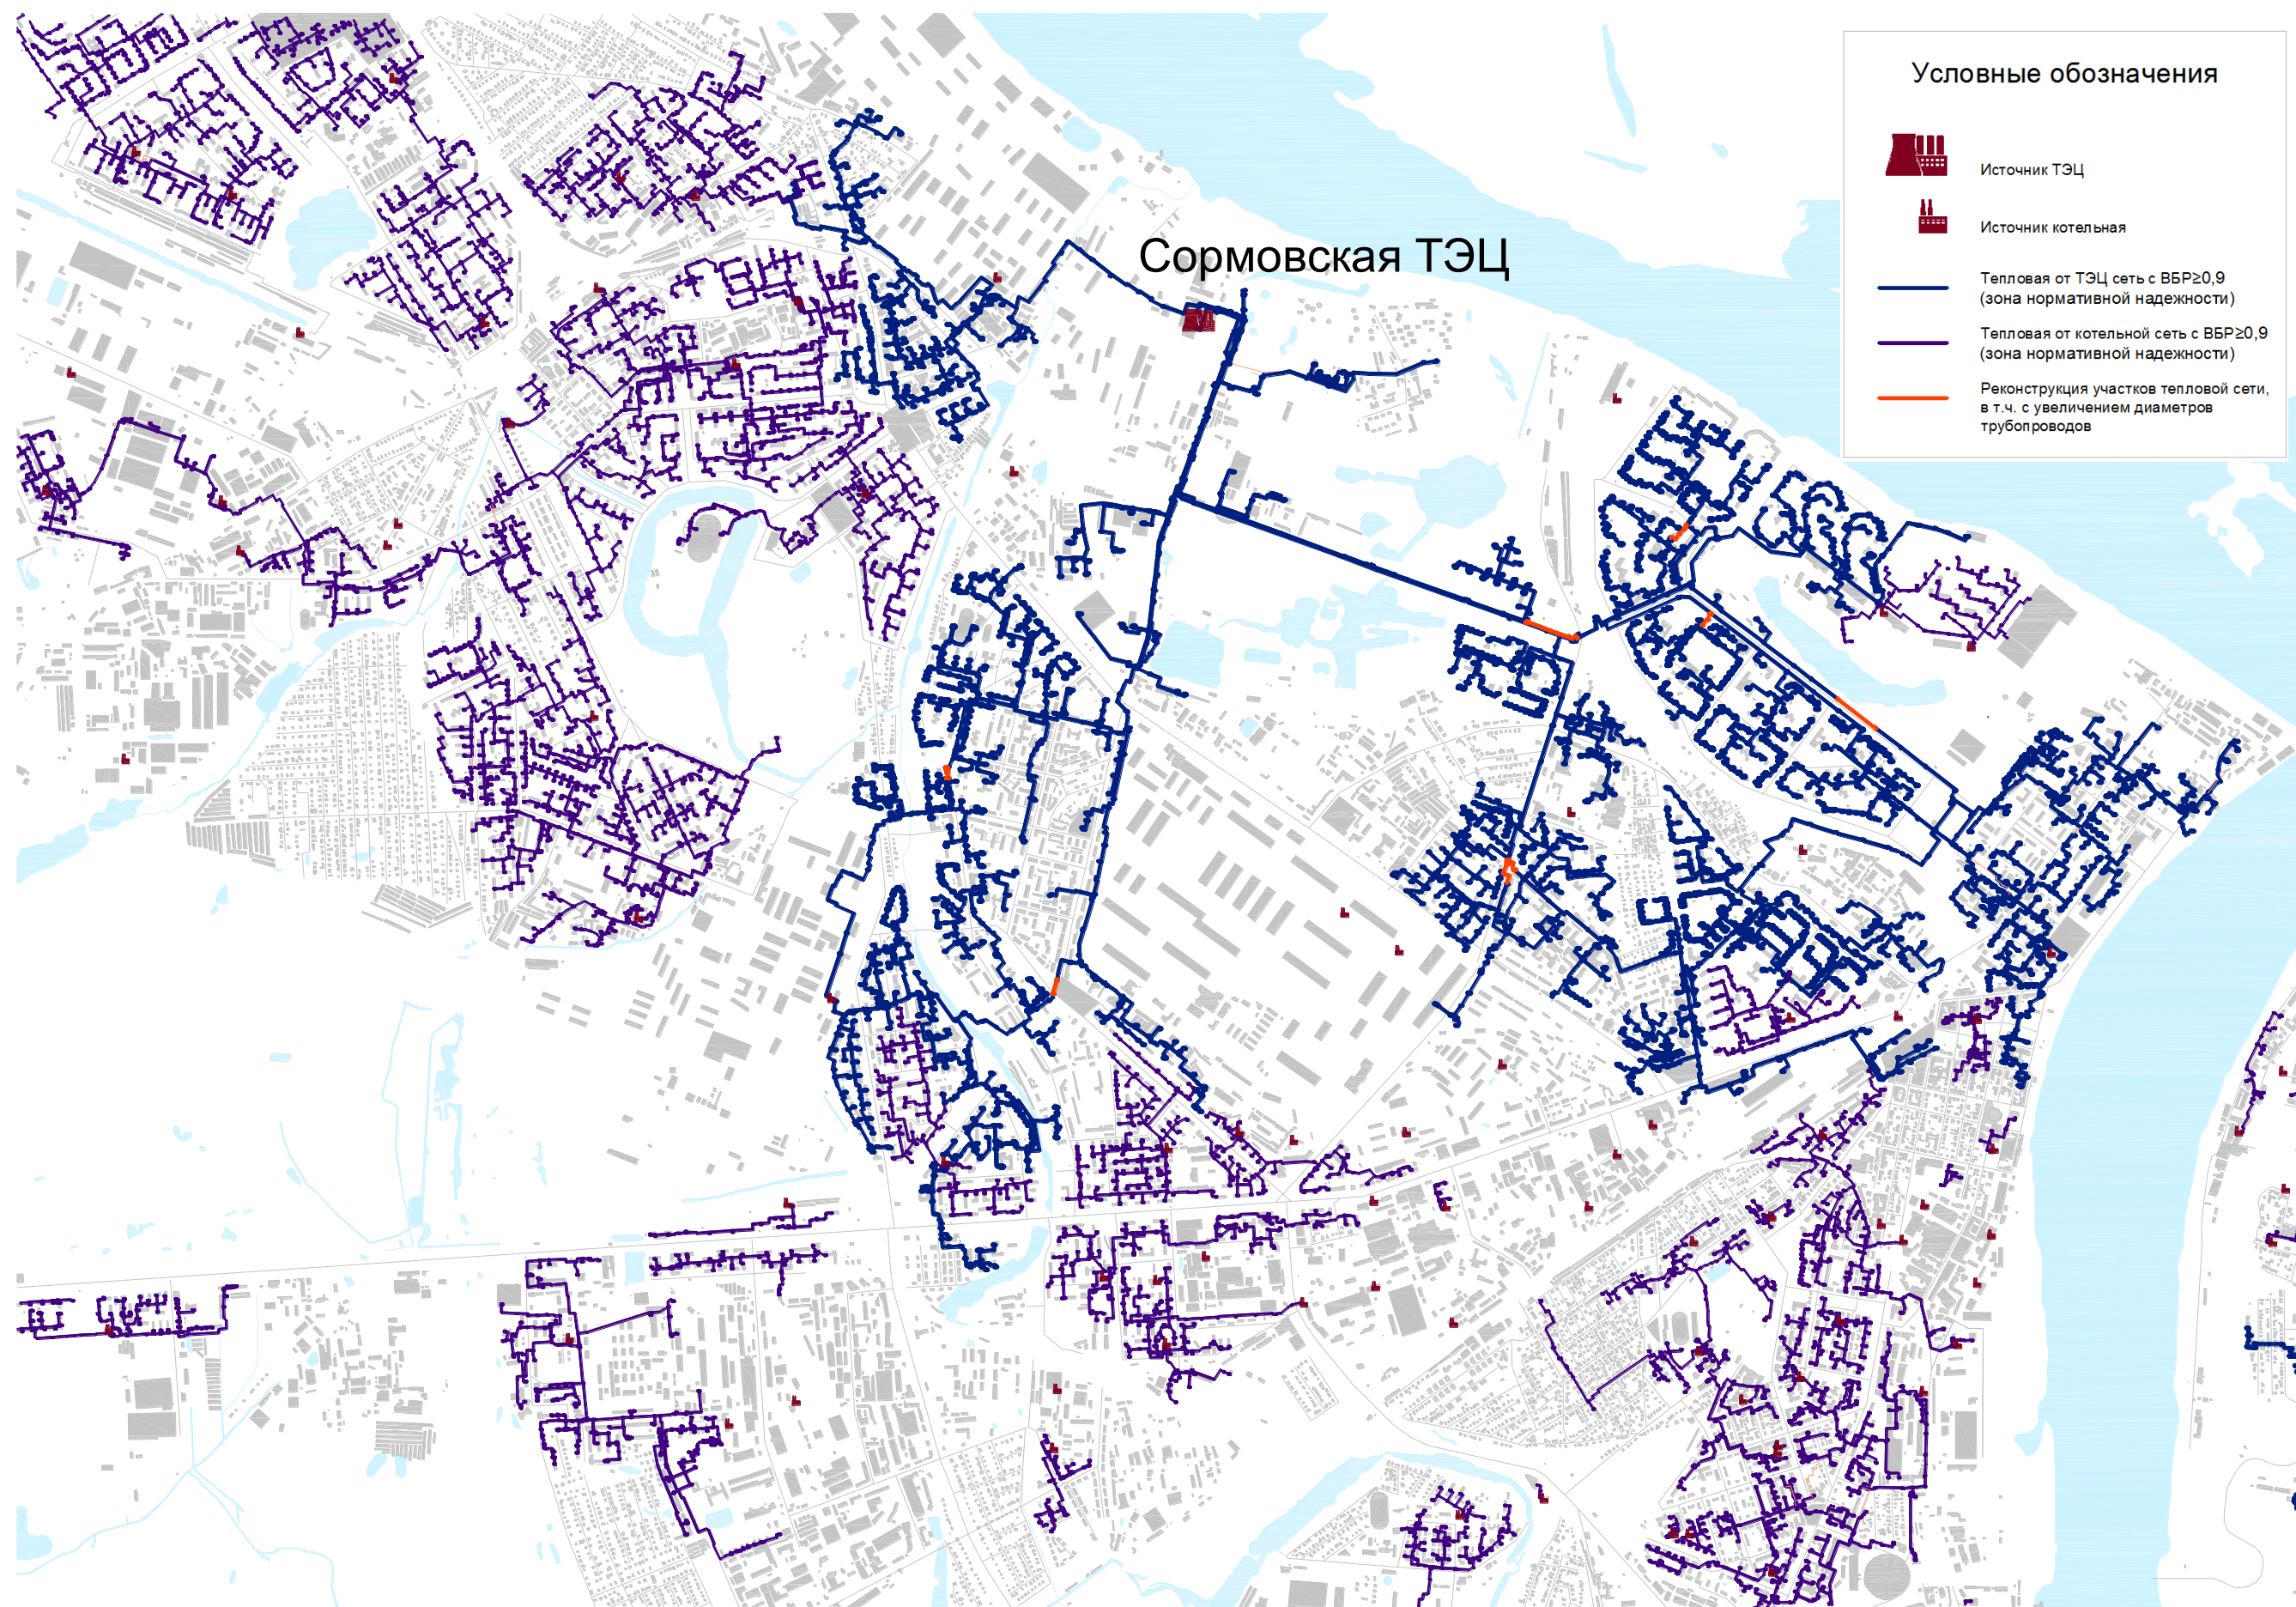 Условные обозначения
Источник ТЭЦ
Источник котельная
Тепловая от ТЭЦ сеть с ВБР≥0,9
(зона нормативной надежности)
Тепловая от котельной сеть с ВБР≥0,9
(зона нормативной надежности)
Реконструкция участков тепловой сети,
в т.ч. с увеличением диаметров
трубопроводов
Сормовская ТЭЦ